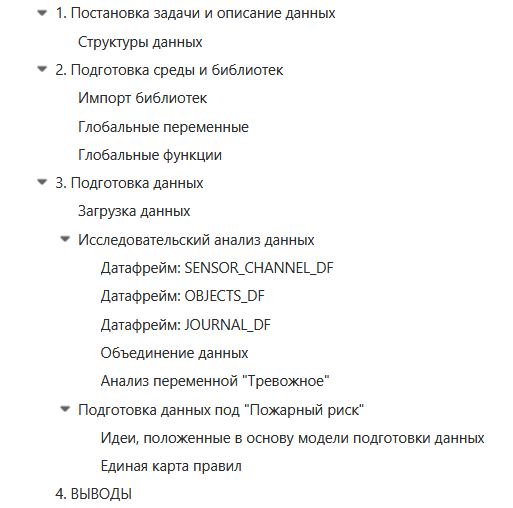 1. Постановка задачи и описание данных
Структуры данных
2. Подготовка среды и библиотек
Импорт библиотек
Глобальные переменные
Глобальные функции
3. Подготовка данных
Загрузка данных
Исследовательский анализ данных
Датафрейм: SENSOR_CHANNEL_DF
Датафрейм: OBJECTS_DF
Датафрейм: JOURNAL_DF
Объединение данных
Анализ переменной "Тревожное"
Подготовка данных под "Пожарный риск"
Идеи, положенные в основу модели подготовки данных
Единая карта правил
4. ВЫВОДЫ